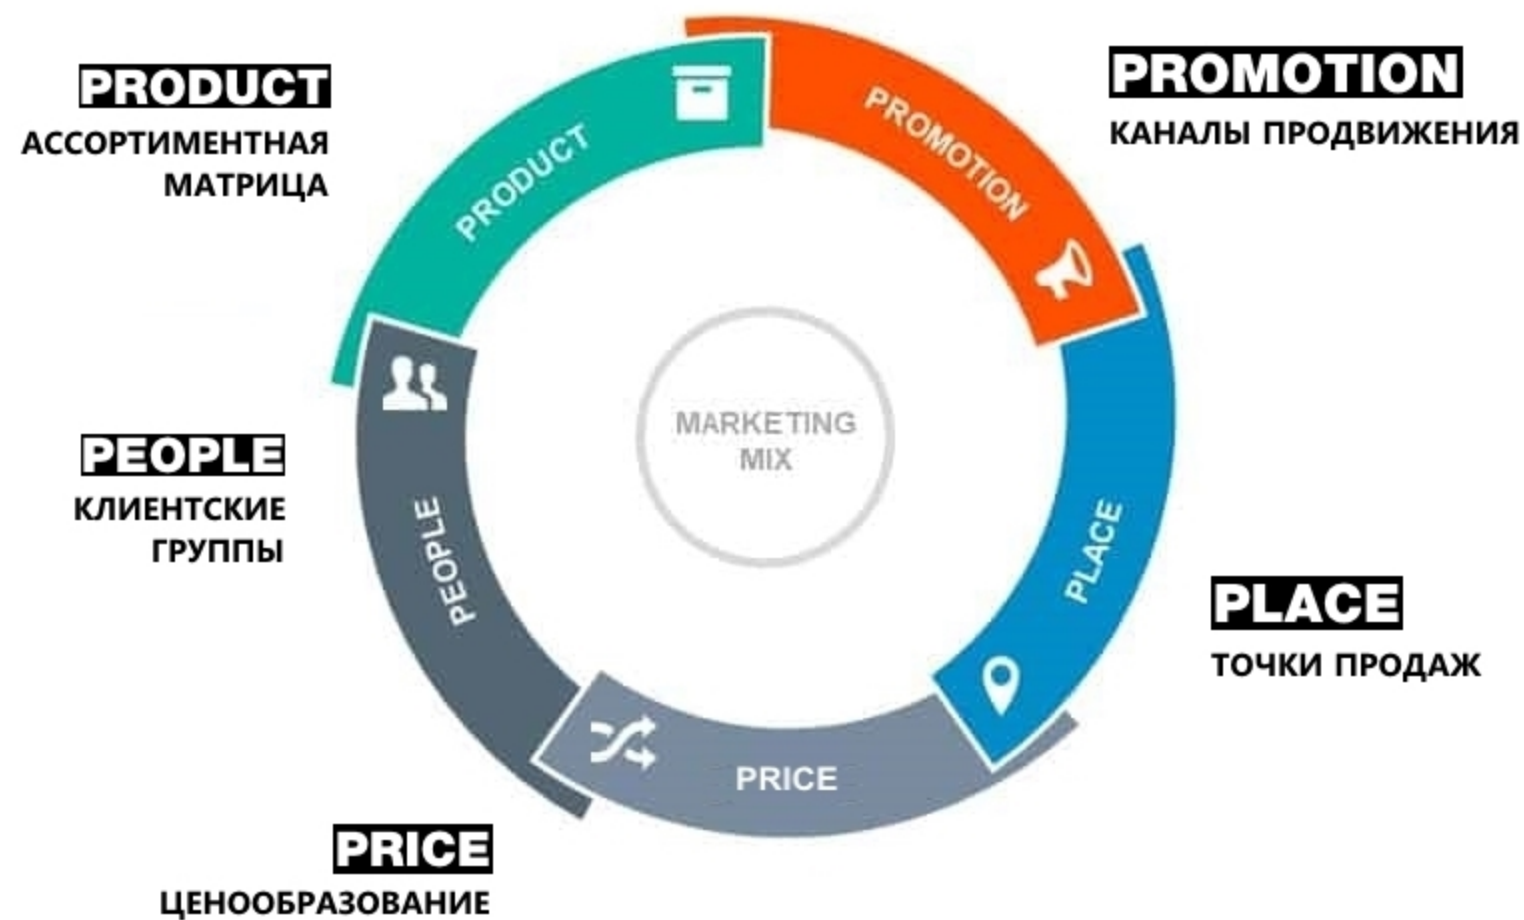 PRODUCT
АССОРТИМЕНТНАЯ
МАТРИЦА
PROMOTION
КАНАЛЫ ПРОДВИЖЕНИЯ
PRODUCT
PROMOTION
MARKETING
MIX
PEOPLE
КЛИЕНТСКИЕ
ГРУППЫ
PEOPLE
PLACE
PLACE
ТОЧКИ ПРОДАЖ
PRICE
PRICE
ЦЕНООБРАЗОВАНИЕ